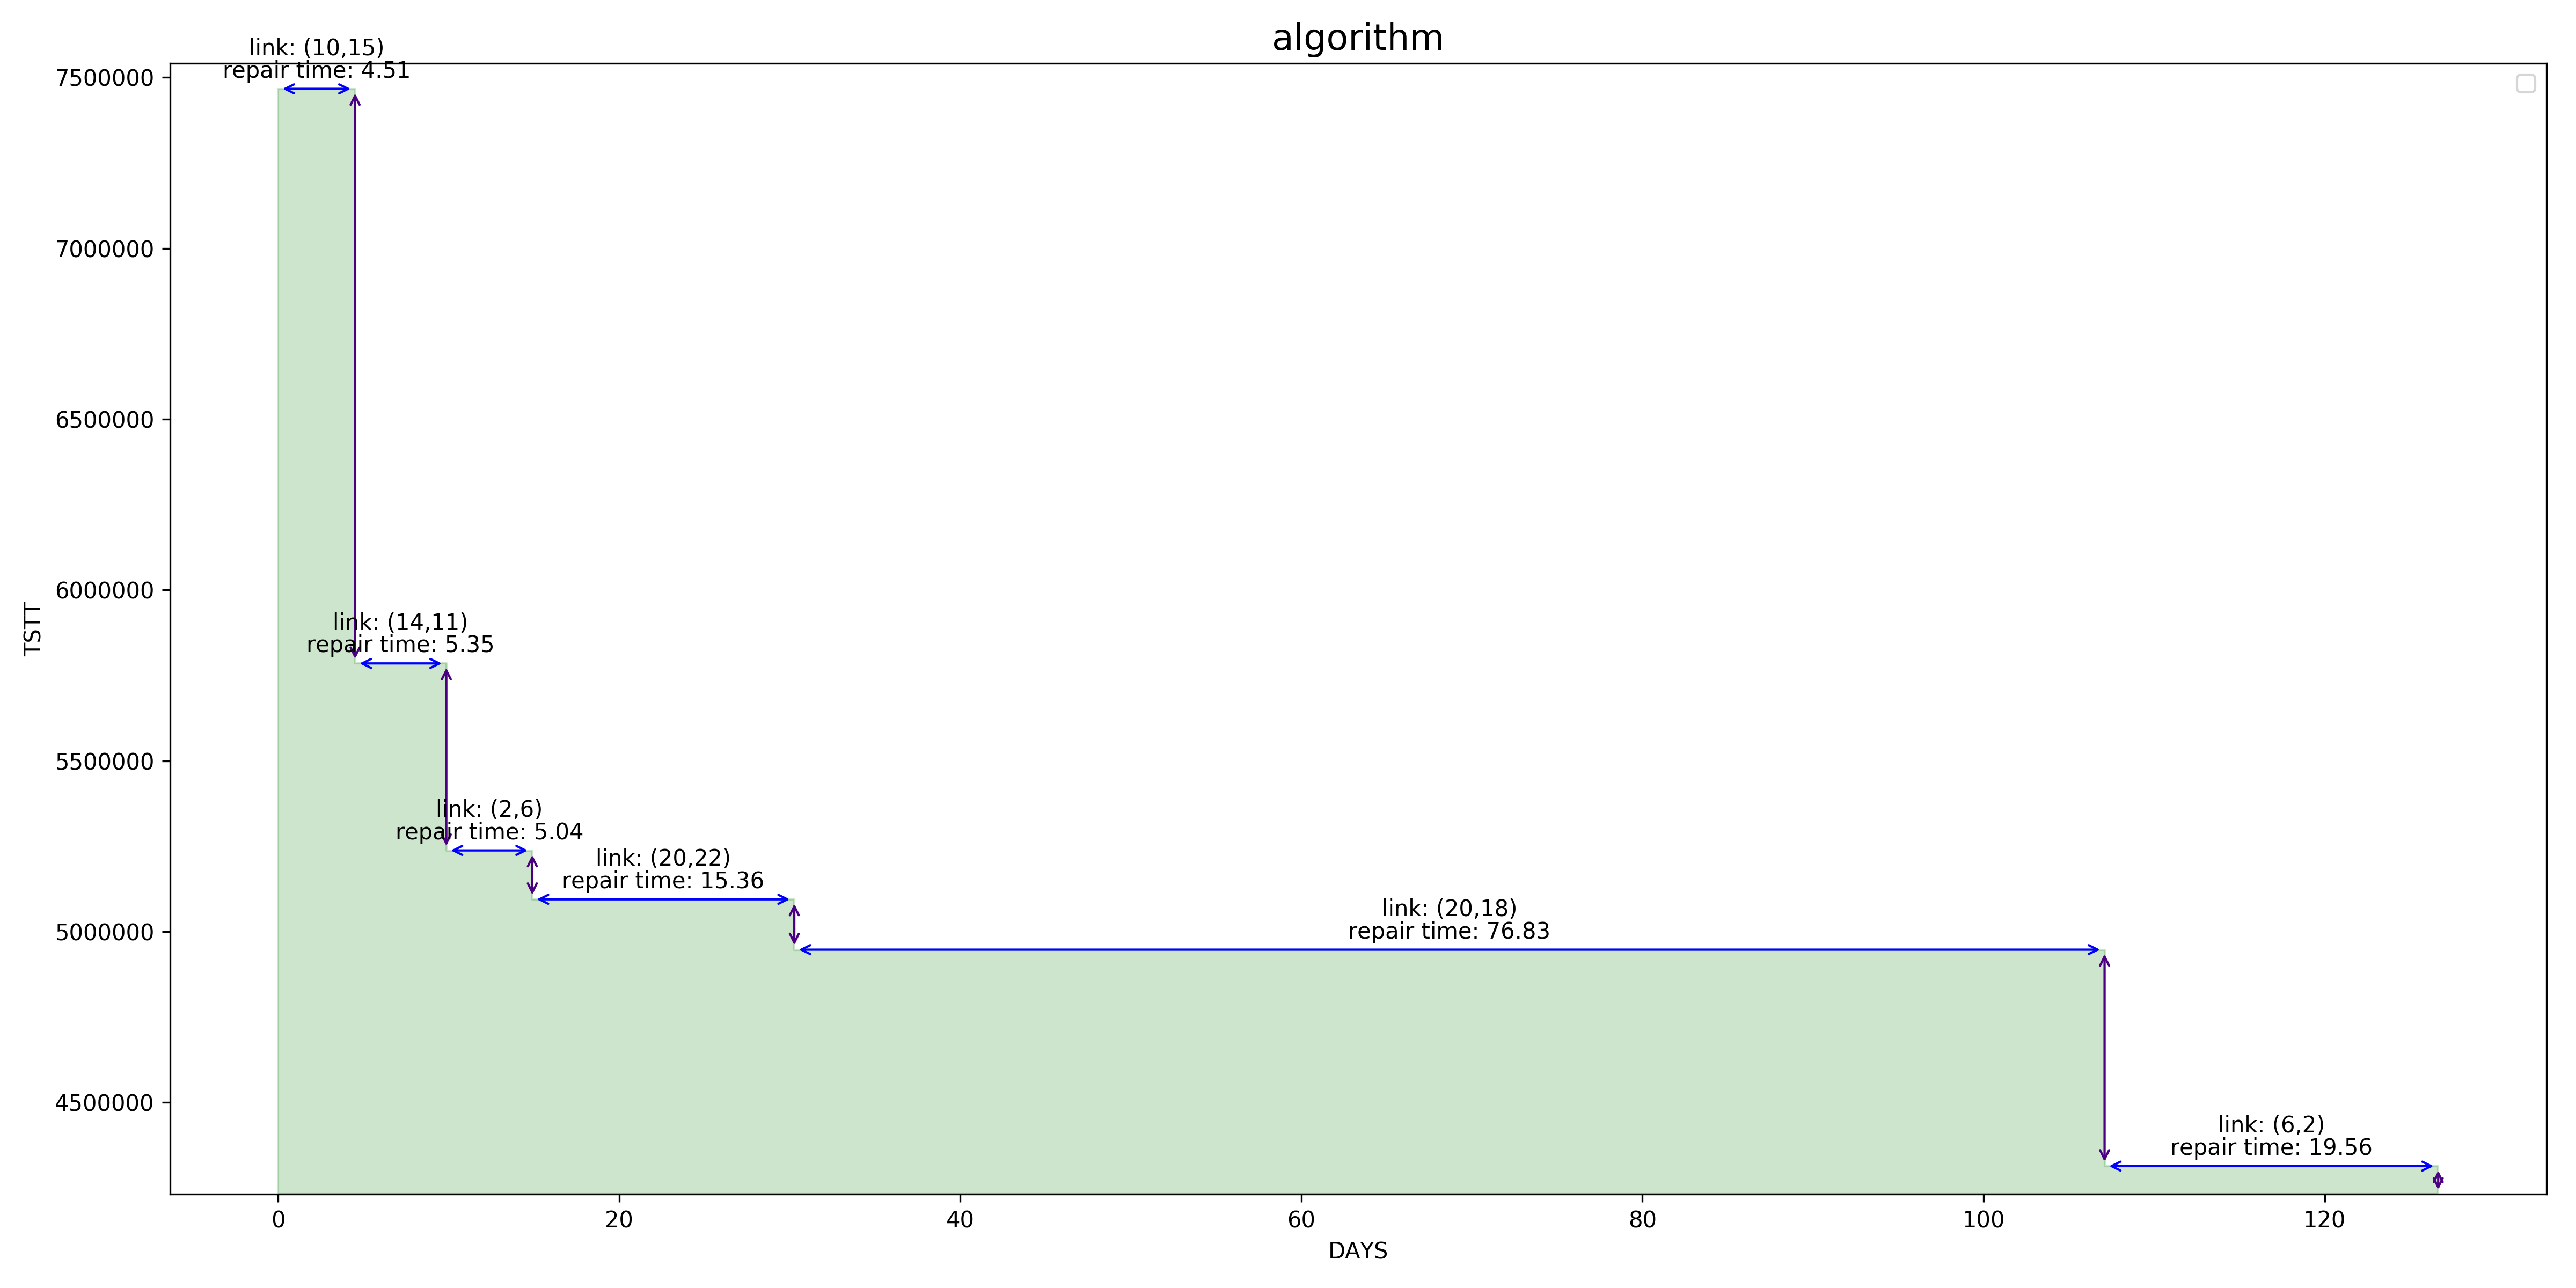 algorithm
link: (10,15)
repair time: 4.51
7500000
7000000
6500000
6000000
link: (14,11)
repair time: 5.35
TSTT
5500000
link: (2,6)
repair time: 5.04
link: (20,22)
repair time: 15.36
link: (20,18)
repair time: 76.83
5000000
4500000
link: (6,2)
repair time: 19.56
0 20 40 60 80 100 120
DAYS